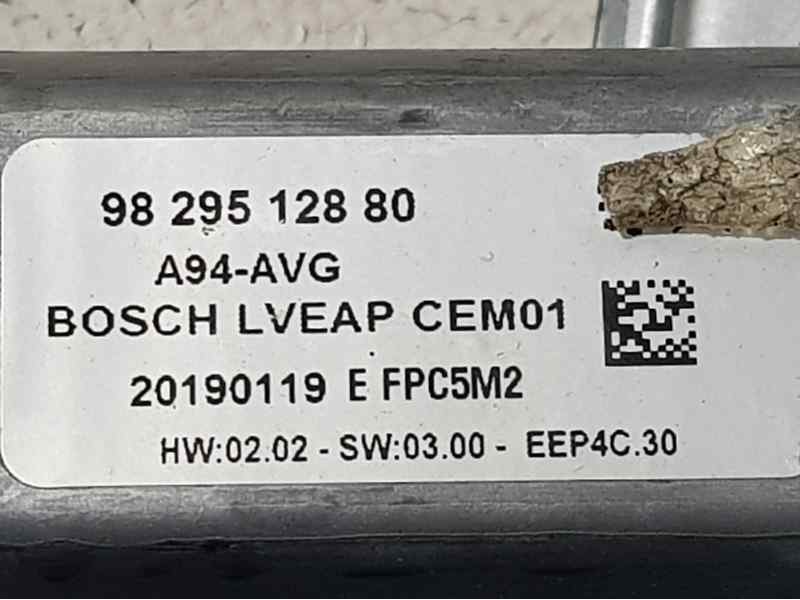 98 295 128 80
A94-AVG
BOSCH LVEAP CEM01
20190119 E FPC5M2
HW:02.02 - SW:03.00 - EEP4C.30